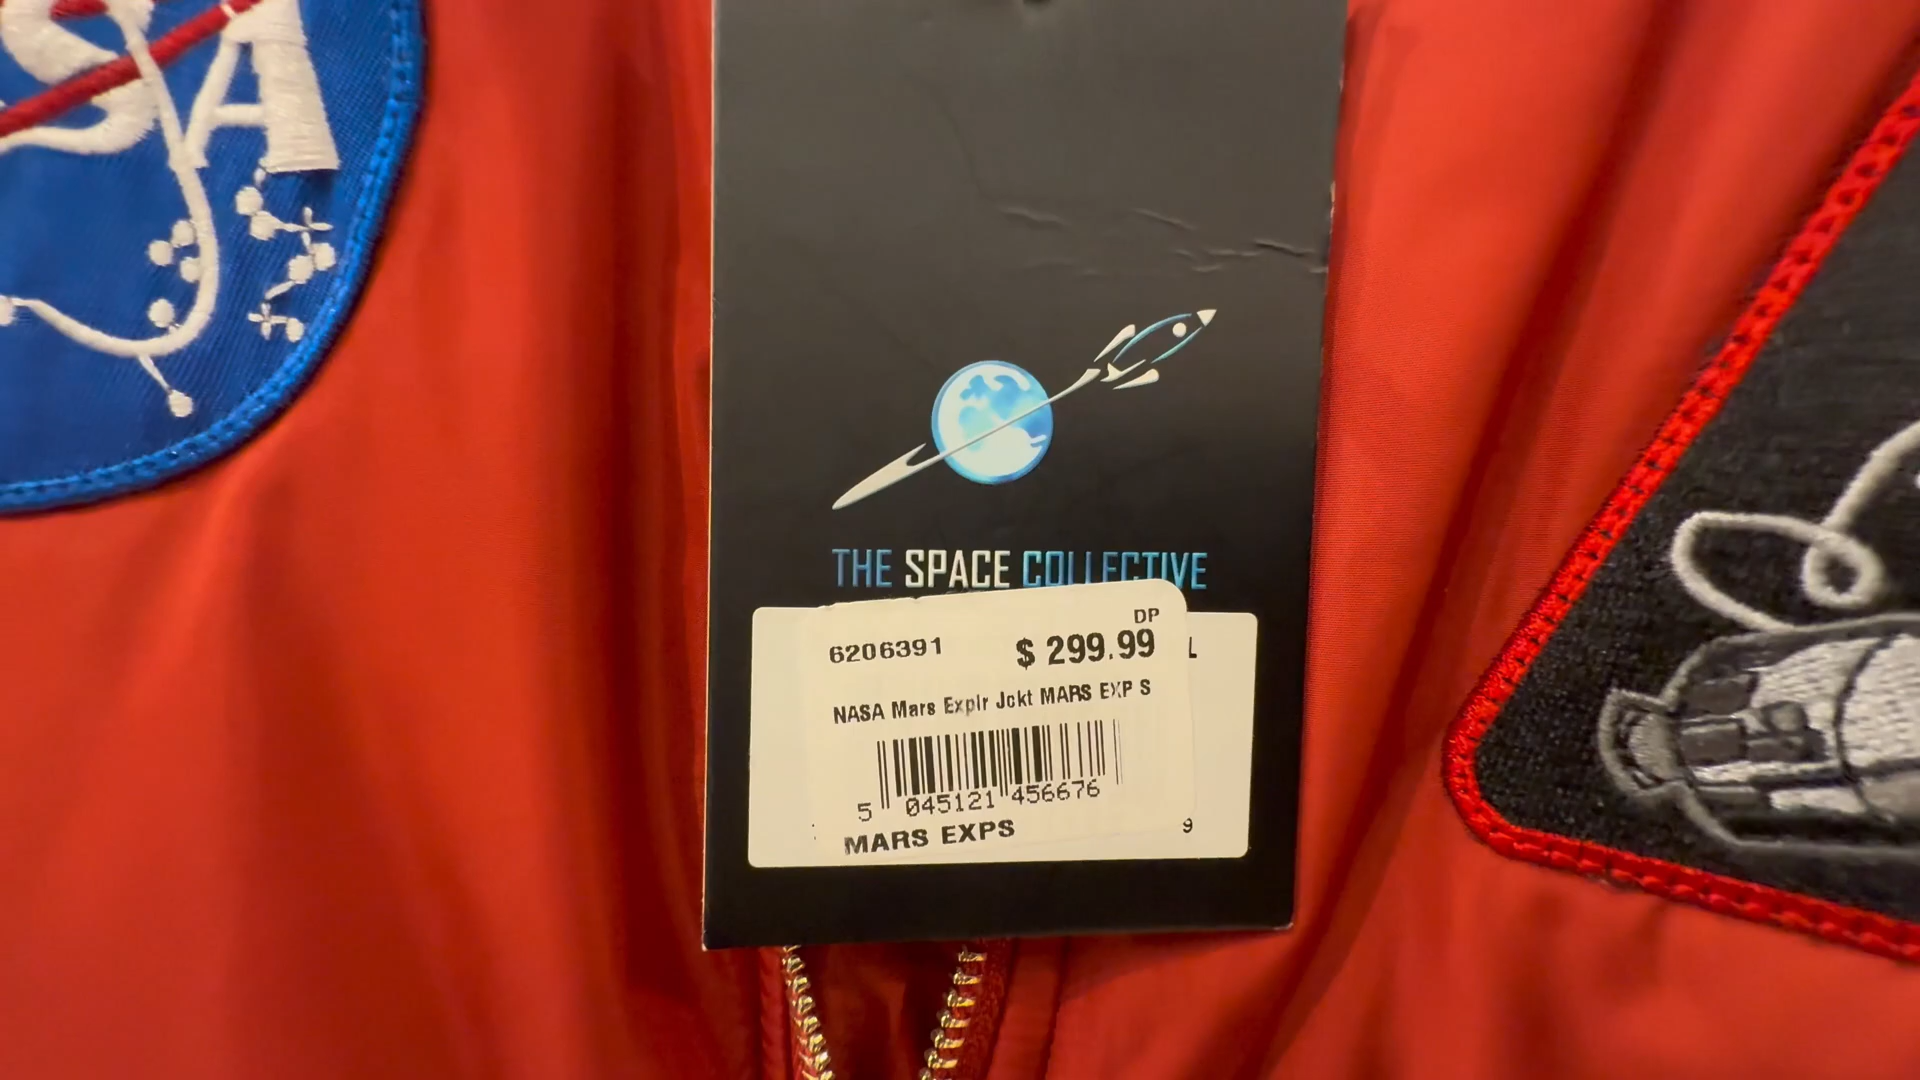 SA
THE SPACE COLLECTIVE
DP
6206391 $ 299.99 L
NASA Mars Explr Jckt MARS EXP S
5 045121 456676
MARS EXPS 9